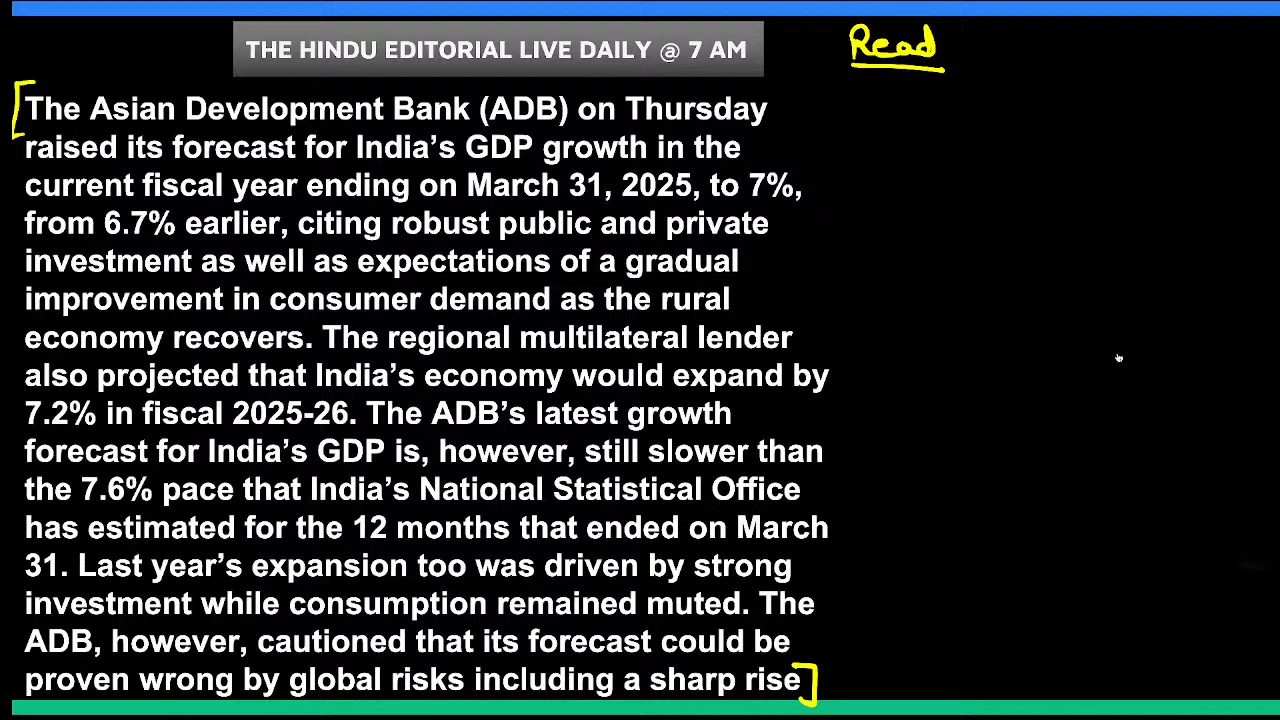 THE HINDU EDITORIAL LIVE DAILY @ 7 AM
Read
The Asian Development Bank (ADB) on Thursday
raised its forecast for India’s GDP growth in the
current fiscal year ending on March 31, 2025, to 7%,
from 6.7% earlier, citing robust public and private
investment as well as expectations of a gradual
improvement in consumer demand as the rural
economy recovers. The regional multilateral lender
also projected that India’s economy would expand by
7.2% in fiscal 2025-26. The ADB’s latest growth
forecast for India’s GDP is, however, still slower than
the 7.6% pace that India’s National Statistical Office
has estimated for the 12 months that ended on March
31. Last year’s expansion too was driven by strong
investment while consumption remained muted. The
ADB, however, cautioned that its forecast could be
proven wrong by global risks including a sharp rise